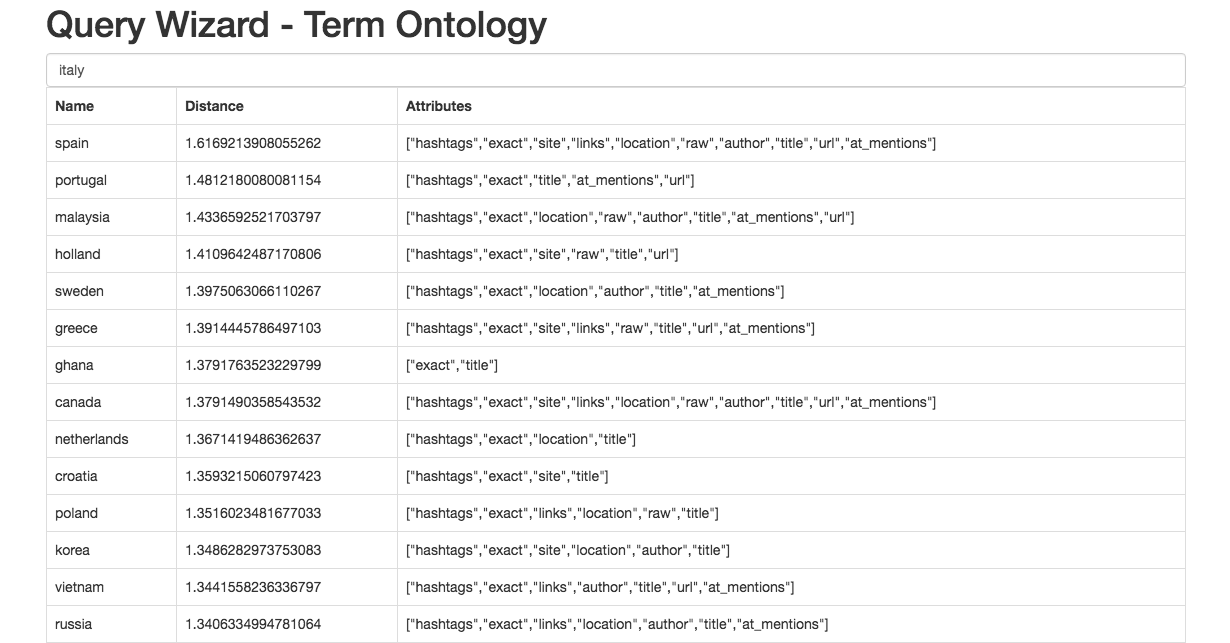 Query Wizard - Term Ontology
italy
Name Distance Attributes
spain 1.6169213908055262 ["hashtags","exact","site","links","location","raw","author","title","url","at_mentions"]
portugal 1.4812180080081154 ["hashtags","exact","title","at_mentions","url"]
malaysia 1.4336592521703797 ["hashtags","exact","location","raw","author","title","at_mentions","url"]
holland 1.4109642487170806 ["hashtags","exact","site","raw","title","url"]
sweden 1.3975063066110267 ["hashtags","exact","location","author","title","at_mentions"]
greece 1.3914445786497103 ["hashtags","exact","site","links","raw","title","url","at_mentions"]
ghana 1.3791763523229799 ["exact","title"]
canada 1.3791490358543532 ["hashtags","exact","site","links","location","raw","author","title","url","at_mentions"]
netherlands 1.3671419486362637 ["hashtags","exact","location","title"]
croatia 1.3593215060797423 ["hashtags","exact","site","title"]
poland 1.3516023481677033 ["hashtags","exact","links","location","raw","title"]
korea 1.3486282973753083 ["hashtags","exact","site","location","author","title"]
vietnam 1.3441558236336797 ["hashtags","exact","links","author","title","url","at_mentions"]
russia 1.3406334994781064 ["hashtags","exact","links","location","author","title","at_mentions"]